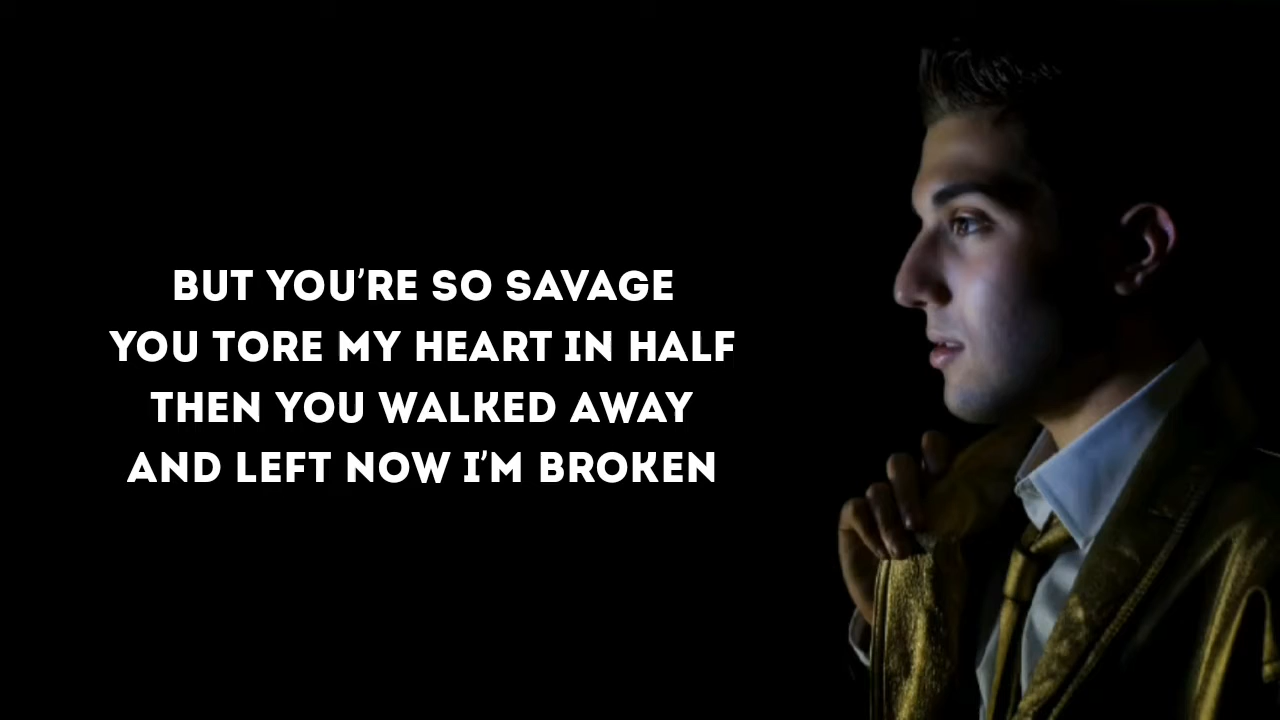 BUT YOU'RE SO SAVAGE
YOU TORE MY HEART IN HALF
THEN YOU WALKED AWAY
AND LEFT NOW I'M BROKEN